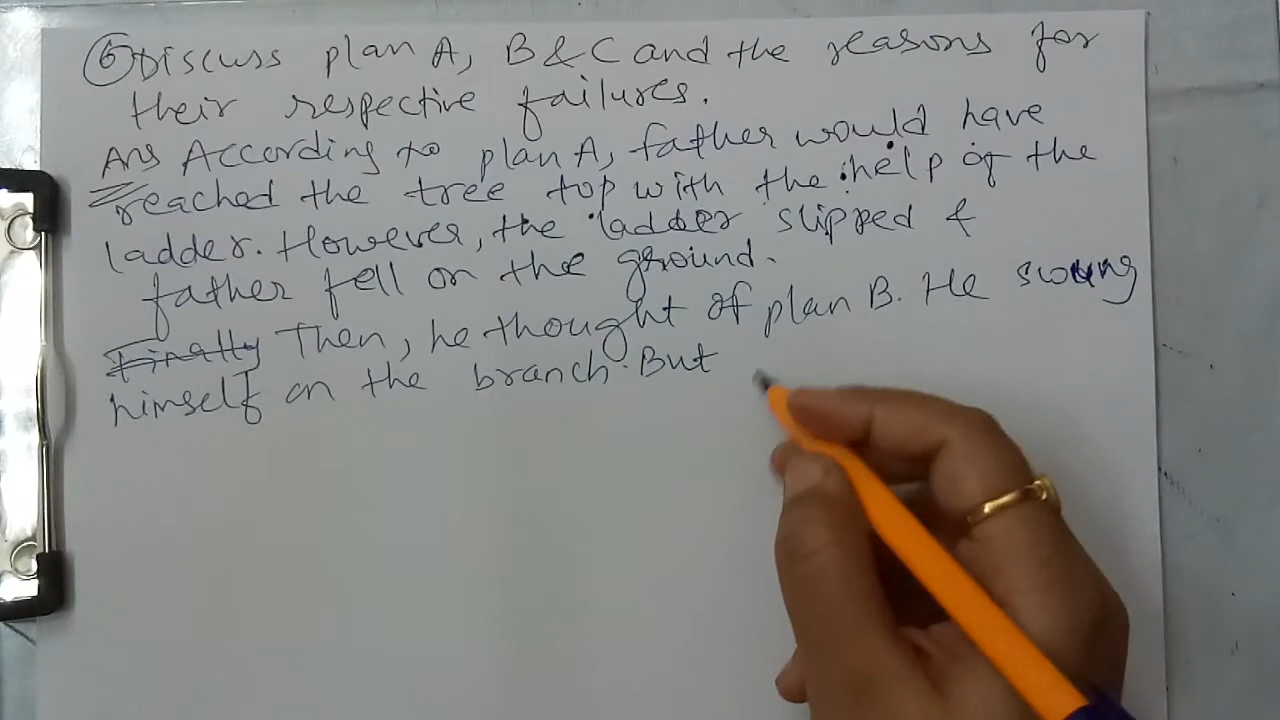 ⑥ Discuss plan A, B & C and the reasons for
their respective failures.
Ans According to plan A, father would have
reached the tree top with the help of the
ladder. However, the ladder slipped &
father fell on the ground.
Finally Then, he thought of plan B. He swung
himself on the branch. But